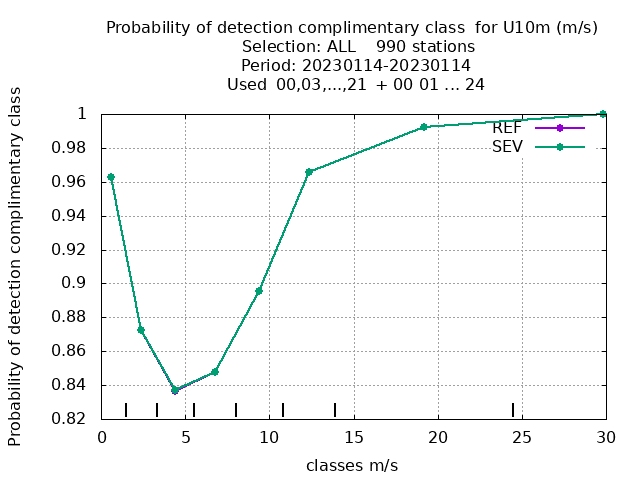 Probability of detection complimentary class  for U10m (m/s)
Selection: ALL    990 stations
Period: 20230114-20230114
Used  00,03,...,21  + 00 01 ... 24
Probability of detection complimentary class
1
0.98
0.96
0.94
0.92
0.9
0.88
0.86
0.84
0.82
REF
SEV
0 5 10 15 20 25 30
classes m/s